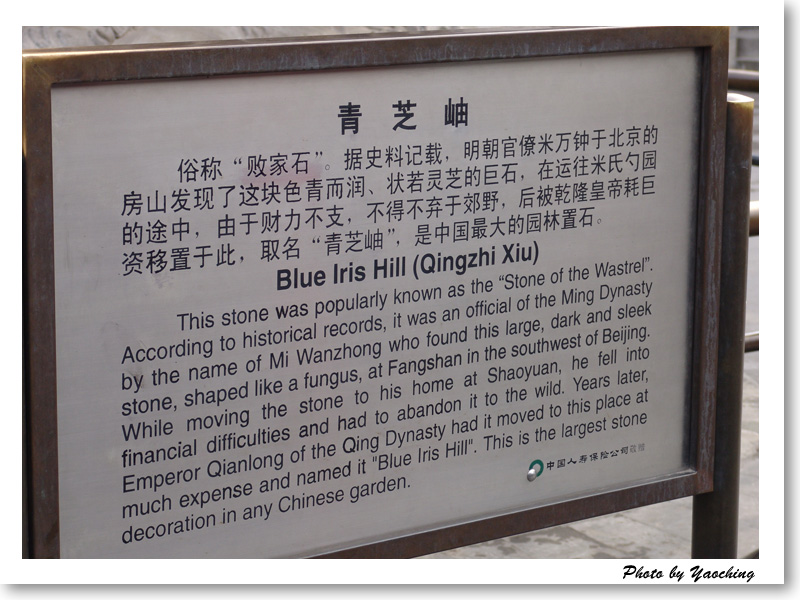 青芝岫
俗称“败家石”。据史料记载，明朝官僚米万钟于北京的
房山发现了这块色青而润、状若灵芝的巨石，在运往米氏勺园
的途中，由于财力不支，不得不弃于郊野，后被乾隆皇帝耗巨
资移置于此，取名“青芝岫”，是中国最大的园林置石。
Blue Iris Hill (Qingzhi Xiu)
This stone was popularly known as the “Stone of the Wastrel”.
According to historical records, it was an official of the Ming Dynasty
by the name of Mi Wanzhong who found this large, dark and sleek
stone, shaped like a fungus, at Fangshan in the southwest of Beijing.
While moving the stone to his home at Shaoyuan, he fell into
financial difficulties and had to abandon it to the wild. Years later,
Emperor Qianlong of the Qing Dynasty had it moved to this place at
much expense and named it "Blue Iris Hill". This is the largest stone
decoration in any Chinese garden.
中国人寿保险公司
Photo by Yaoching